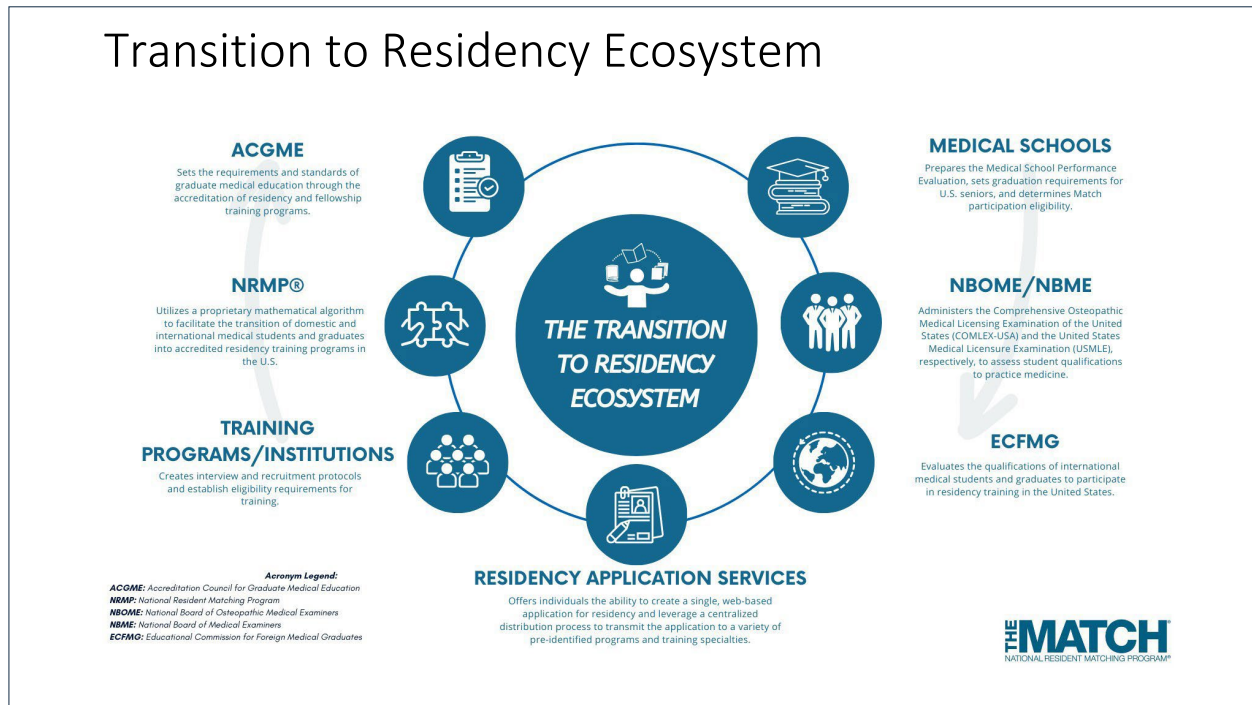 Transition to Residency Ecosystem
ACGME
Sets the requirements and standards of
graduate medical education through the
accreditation of residency and fellowship
training programs.
NRMP®
Utilizes a proprietary mathematical algorithm
to facilitate the transition of domestic and
international medical students and graduates
into accredited residency training programs in
the U.S.
TRAINING
PROGRAMS/INSTITUTIONS
Creates interview and recruitment protocols
and establish eligibility requirements for
training.
THE TRANSITION
TO RESIDENCY
ECOSYSTEM
MEDICAL SCHOOLS
Prepares the Medical School Performance
Evaluation, sets graduation requirements for
U.S. seniors, and determines Match
participation eligibility.
NBOME/NBME
Administers the Comprehensive Osteopathic
Medical Licensing Examination of the United
States (COMLEX-USA) and the United States
Medical Licensure Examination (USMLE),
respectively, to assess student qualifications
to practice medicine.
ECFMG
Evaluates the qualifications of international
medical students and graduates to participate
in residency training in the United States.
RESIDENCY APPLICATION SERVICES
Offers individuals the ability to create a single, web-based
application for residency and leverage a centralized
distribution process to transmit the application to a variety of
pre-identified programs and training specialties.
Acronym Legend:
ACGME: Accreditation Council for Graduate Medical Education
NRMP: National Resident Matching Program
NBOME: National Board of Osteopathic Medical Examiners
NBME: National Board of Medical Examiners
ECFMG: Educational Commission for Foreign Medical Graduates
THE MATCH®
NATIONAL RESIDENT MATCHING PROGRAM®